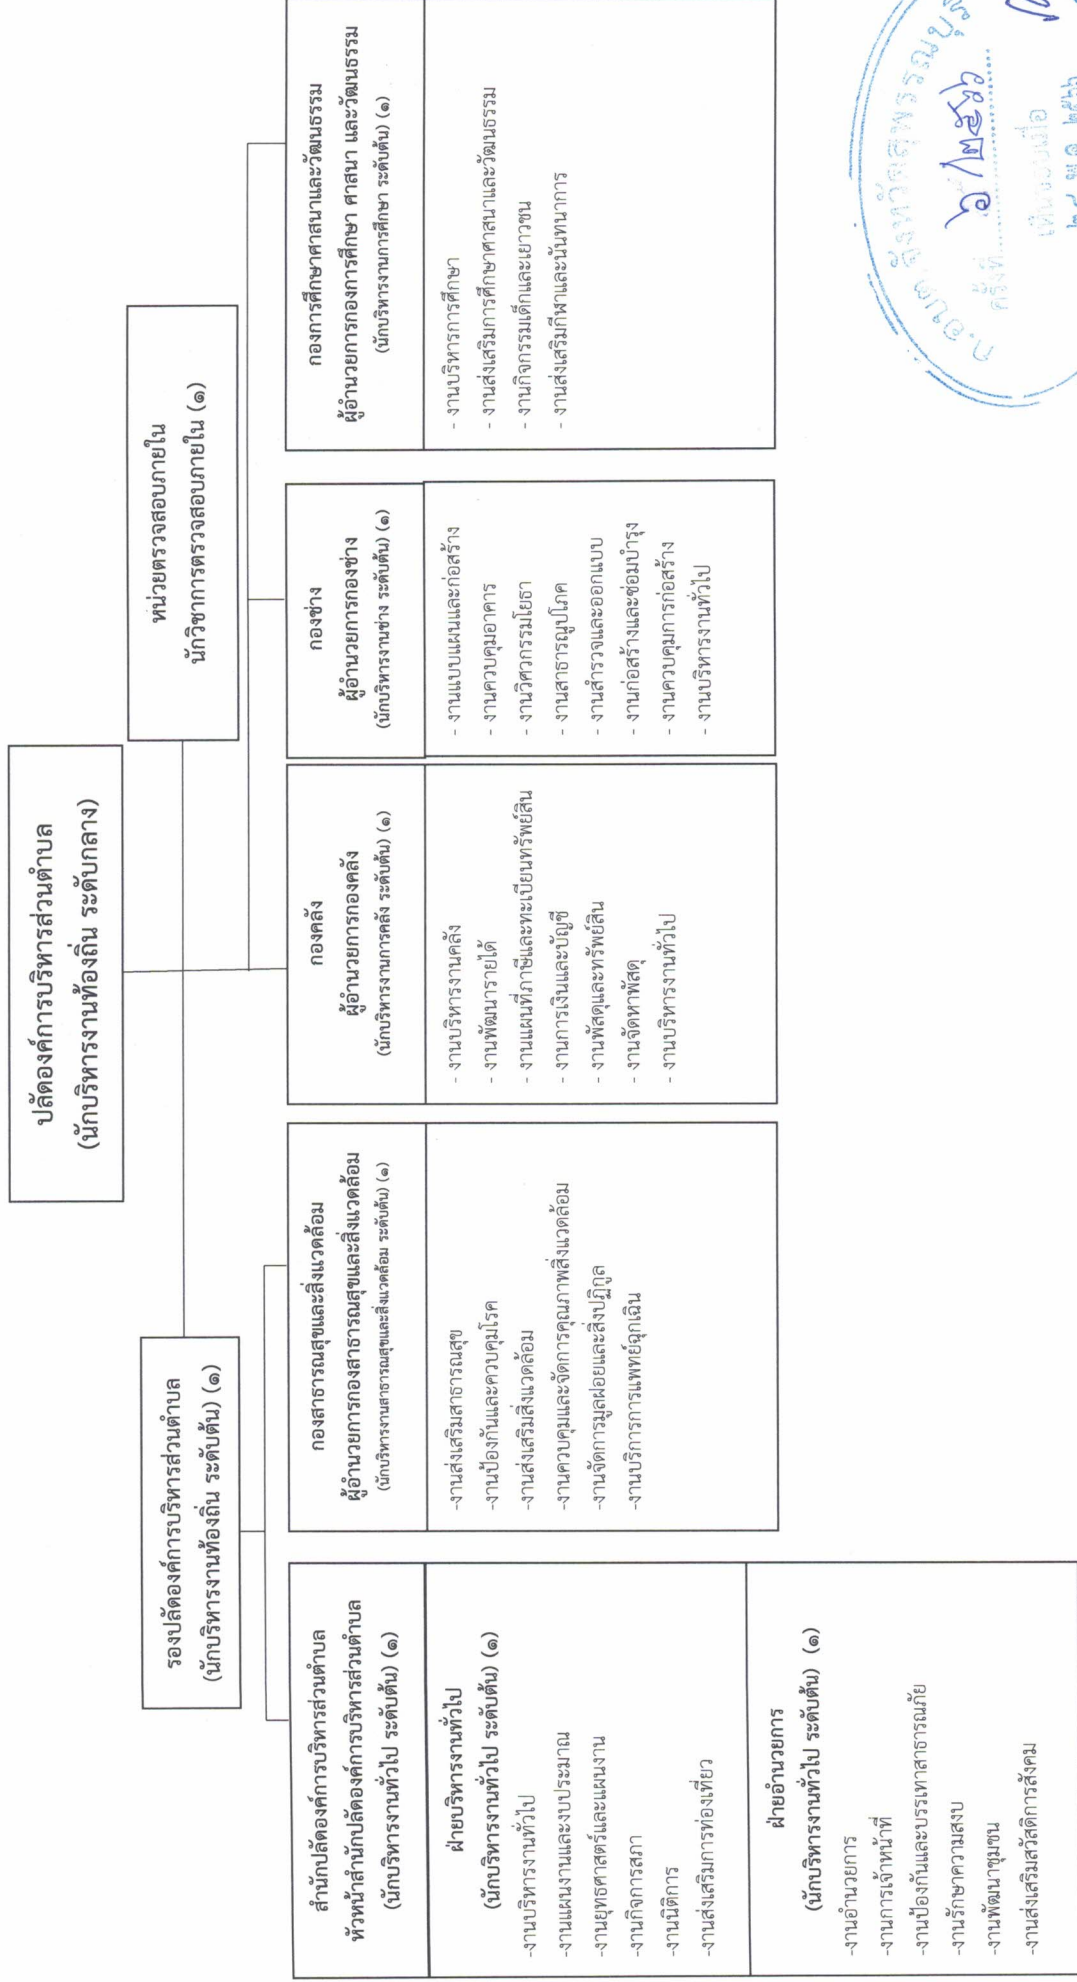 ปลัดองค์การบริหารส่วนตำบล
(นักบริหารงานท้องถิ่น ระดับกลาง)
รองปลัดองค์การบริหารส่วนตำบล
(นักบริหารงานท้องถิ่น ระดับต้น) (๑)
หน่วยตรวจสอบภายใน
นักวิชาการตรวจสอบภายใน (๑)
สำนักปลัดองค์การบริหารส่วนตำบล
หัวหน้าสำนักปลัดองค์การบริหารส่วนตำบล
(นักบริหารงานทั่วไป ระดับต้น) (๑)
ฝ่ายบริหารงานทั่วไป
(นักบริหารงานทั่วไป ระดับต้น) (๑)
-งานบริหารงานทั่วไป
-งานแผนงานและงบประมาณ
-งานยุทธศาสตร์และแผนงาน
-งานกิจการสภา
-งานนิติการ
-งานส่งเสริมการท่องเที่ยว
ฝ่ายอำนวยการ
(นักบริหารงานทั่วไป ระดับต้น) (๑)
-งานอำนวยการ
-งานการเจ้าหน้าที่
-งานป้องกันและบรรเทาสาธารณภัย
-งานรักษาความสงบ
-งานพัฒนาชุมชน
-งานส่งเสริมสวัสดิการสังคม
กองสาธารณสุขและสิ่งแวดล้อม
ผู้อำนวยการกองสาธารณสุขและสิ่งแวดล้อม
(นักบริหารงานสาธารณสุขและสิ่งแวดล้อม ระดับต้น) (๑)
-งานส่งเสริมสาธารณสุข
-งานป้องกันและควบคุมโรค
-งานส่งเสริมสิ่งแวดล้อม
-งานควบคุมและจัดการคุณภาพสิ่งแวดล้อม
-งานจัดการมูลฝอยและสิ่งปฏิกูล
-งานบริการการแพทย์ฉุกเฉิน
กองคลัง
ผู้อำนวยการกองคลัง
(นักบริหารงานการคลัง ระดับต้น) (๑)
- งานบริหารงานคลัง
- งานพัฒนารายได้
- งานแผนที่ภาษีและทะเบียนทรัพย์สิน
- งานการเงินและบัญชี
- งานพัสดุและทรัพย์สิน
- งานจัดหาพัสดุ
- งานบริหารงานทั่วไป
กองช่าง
ผู้อำนวยการกองช่าง
(นักบริหารงานช่าง ระดับต้น) (๑)
- งานแบบแผนและก่อสร้าง
- งานควบคุมอาคาร
- งานวิศวกรรมโยธา
- งานสาธารณูปโภค
- งานสำรวจและออกแบบ
- งานก่อสร้างและซ่อมบำรุง
- งานควบคุมการก่อสร้าง
- งานบริหารงานทั่วไป
กองการศึกษาศาสนาและวัฒนธรรม
ผู้อำนวยการกองการศึกษา ศาสนา และวัฒนธรรม
(นักบริหารงานการศึกษา ระดับต้น) (๑)
- งานบริหารการศึกษา
- งานส่งเสริมการศึกษาศาสนาและวัฒนธรรม
- งานกิจกรรมเด็กและเยาวชน
- งานส่งเสริมกีฬาและนันทนาการ
ก.อบต.จังหวัดสุพรรณบุรี
ครั้งที่ ๖/๒๕๖๖
เห็นชอบเมื่อ
พ.ค. ๒๕๖๖